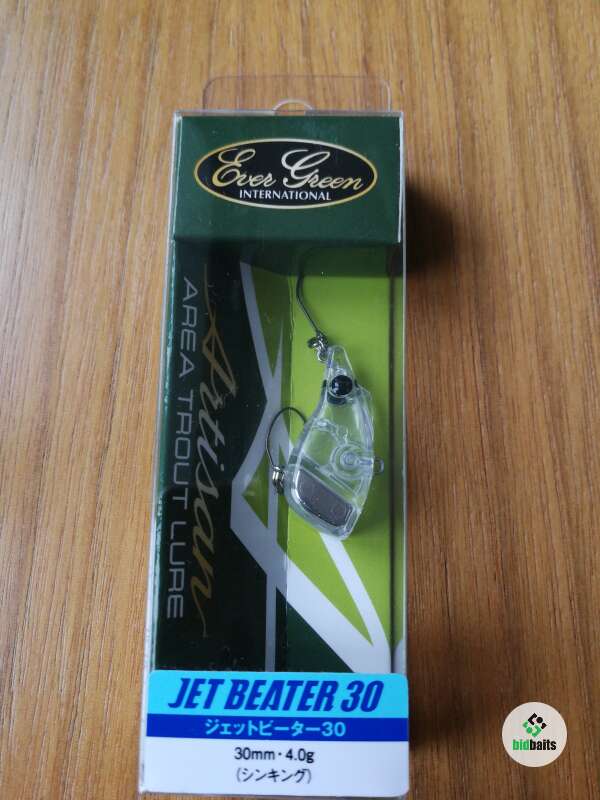 Ever Green
INTERNATIONAL
Artisan
AREA TROUT LURE
JET BEATER 30
ジェットビーター30
30mm・4.0g
(シンキング)
bidbaits